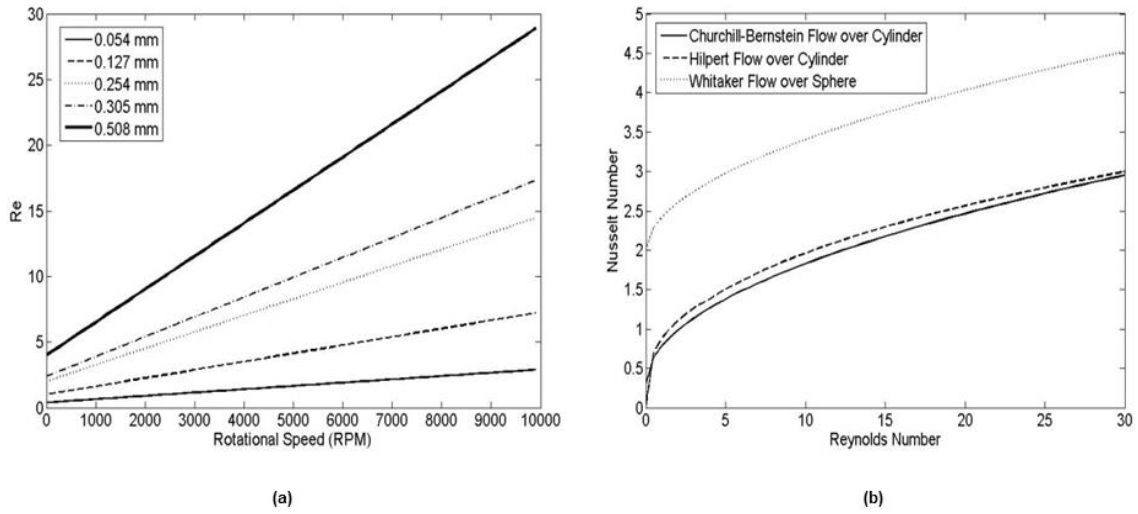 30
25
20
15
10
5
0
Re
0.054 mm
0.127 mm
0.254 mm
0.305 mm
0.508 mm
0 1000 2000 3000 4000 5000 6000 7000 8000 9000 10000
Rotational Speed (RPM)
(a)
5
4.5
4
3.5
3
2.5
2
1.5
1
0.5
0
Nusselt Number
Churchill-Bernstein Flow over Cylinder
Hilpert Flow over Cylinder
Whitaker Flow over Sphere
0 5 10 15 20 25 30
Reynolds Number
(b)